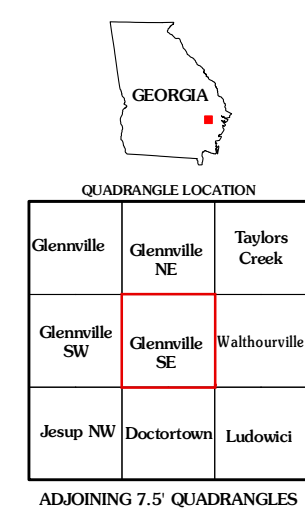 GEORGIA
QUADRANGLE LOCATION
Glennville
Glennville
NE
Taylors
Creek
Glennville
SW
Glennville
SE
Walthourville
Jesup NW
Doctortown
Ludowici
ADJOINING 7.5' QUADRANGLES